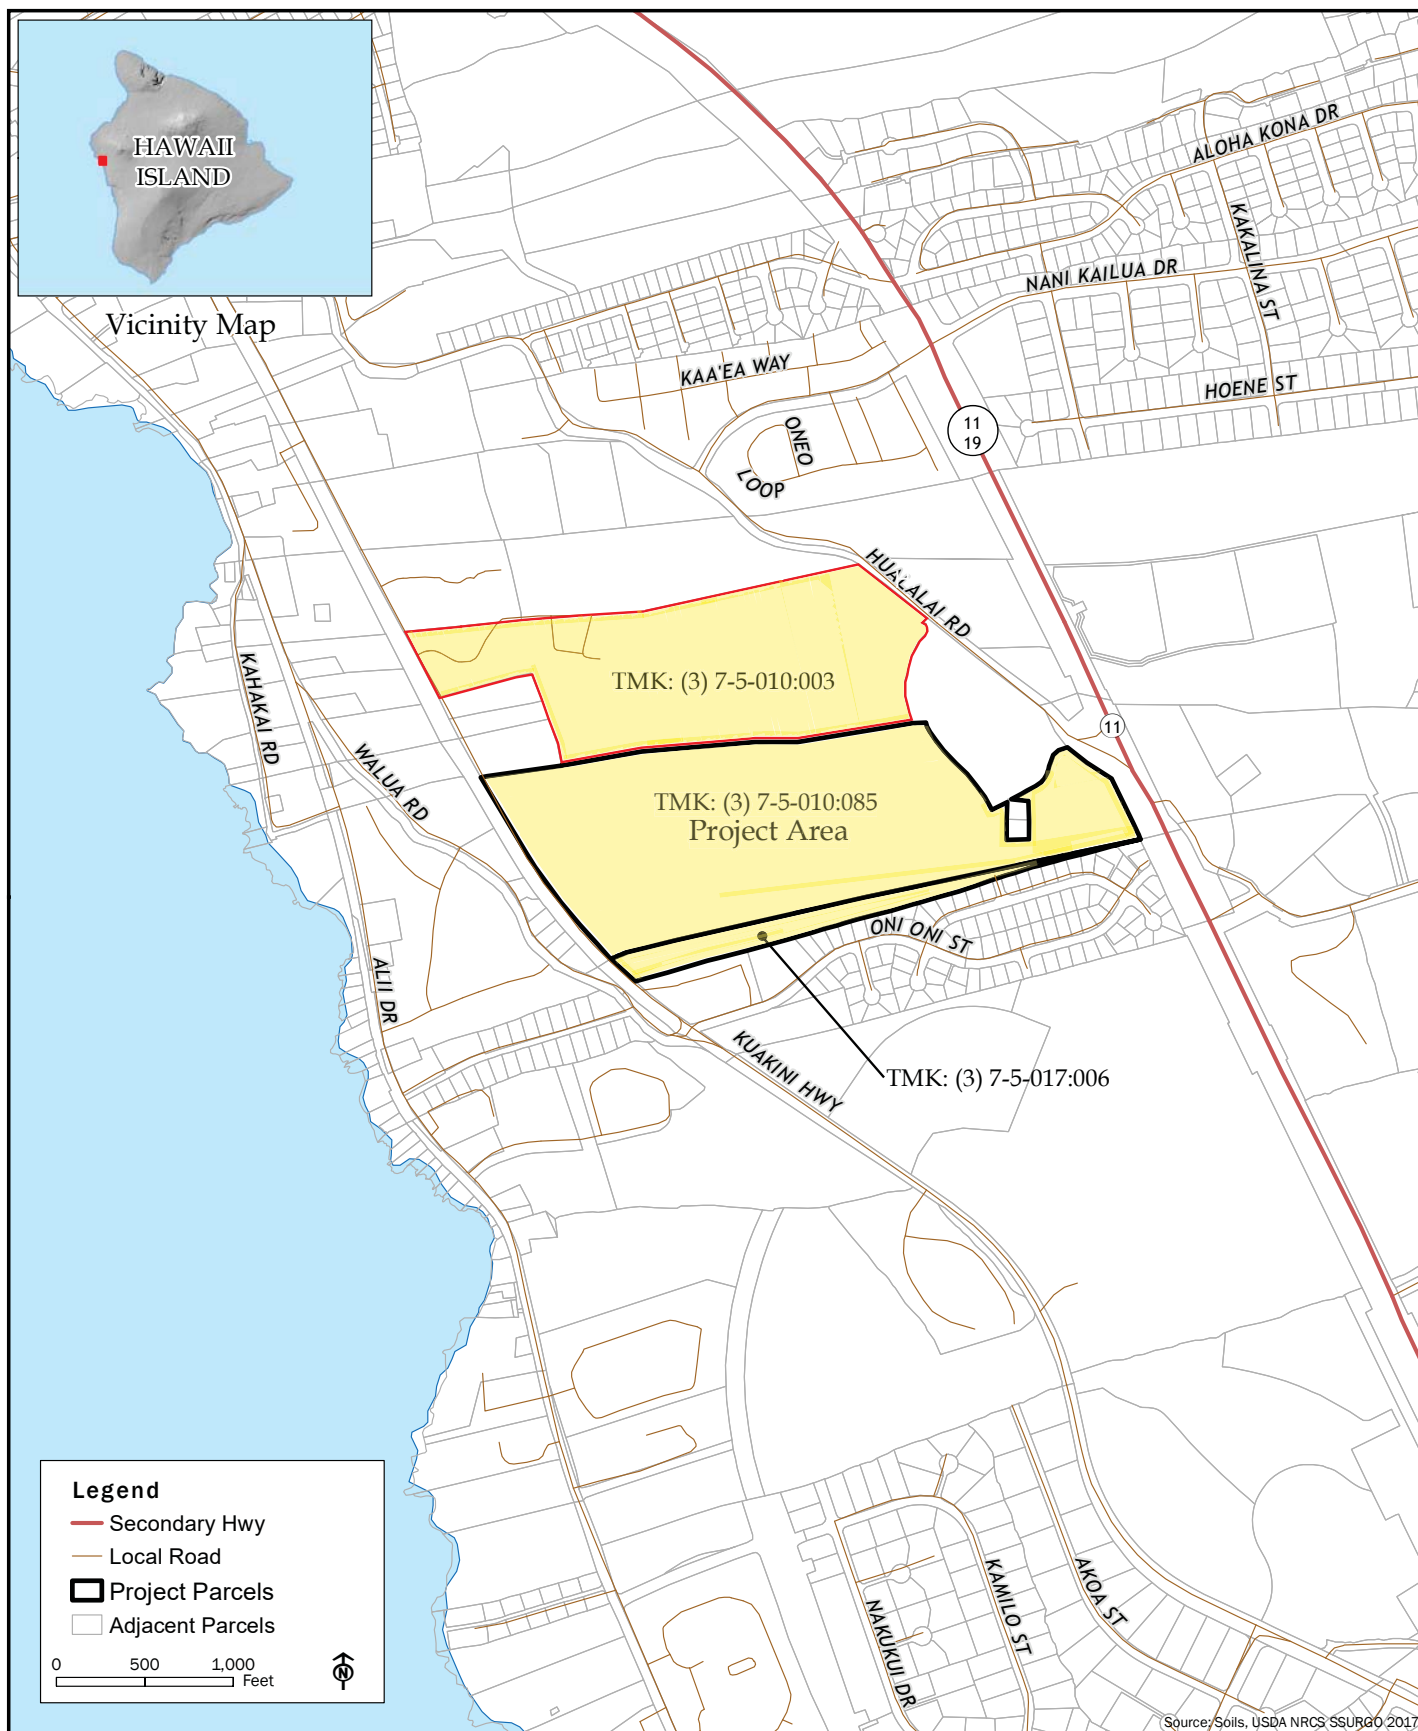 HAWAII
ISLAND
Vicinity Map
ALOHA KONA DR
KAKALINA ST
NANI KAILUA DR
KAA'EA WAY
HOENE ST
11
19
ONEO
LOOP
HUALALAI RD
TMK: (3) 7-5-010:003
KAHAKAI RD
11
WALUA RD
TMK: (3) 7-5-010:085
Project Area
ONI ONI ST
ALII DR
KUAKINI HWY
TMK: (3) 7-5-017:006
Legend
Secondary Hwy
Local Road
Project Parcels
Adjacent Parcels
0 500 1,000
Feet
N
NAKUKUI DR
KAMILO ST
AKOA ST
Source: Soils, USDA NRCS SSURGO 2017